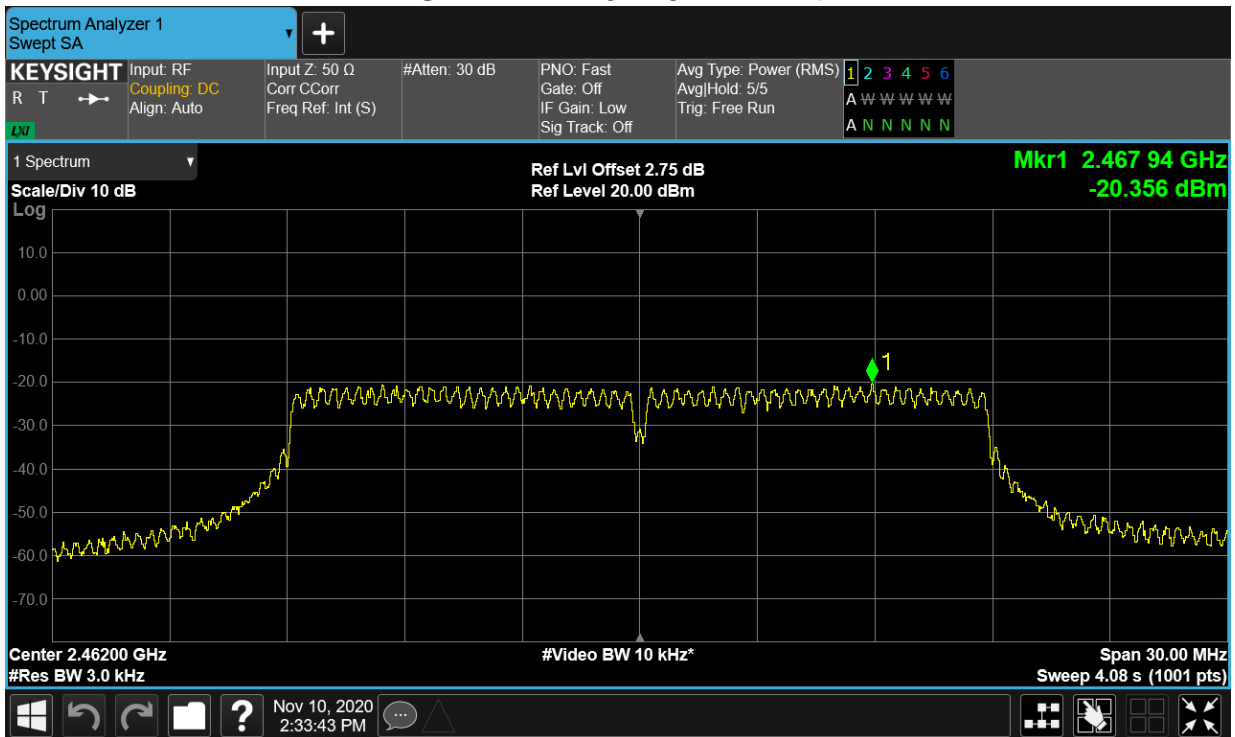 Spectrum Analyzer 1
Swept SA
+
KEYSIGHT
R T
LXI
Input: RF
Coupling: DC
Align: Auto
Input Z: 50 Ω
Corr CCorr
Freq Ref: Int (S)
#Atten: 30 dB
PNO: Fast
Gate: Off
IF Gain: Low
Sig Track: Off
Avg Type: Power (RMS)
Avg|Hold: 5/5
Trig: Free Run
1 2 3 4 5 6
A W W W W W
A N N N N N
1 Spectrum
Scale/Div 10 dB
Ref Lvl Offset 2.75 dB
Ref Level 20.00 dBm
Mkr1 2.467 94 GHz
-20.356 dBm
Log
10.0
0.00
-10.0
-20.0
-30.0
-40.0
-50.0
-60.0
-70.0
1
Center 2.46200 GHz
#Res BW 3.0 kHz
#Video BW 10 kHz*
Span 30.00 MHz
Sweep 4.08 s (1001 pts)
?
Nov 10, 2020
2:33:43 PM